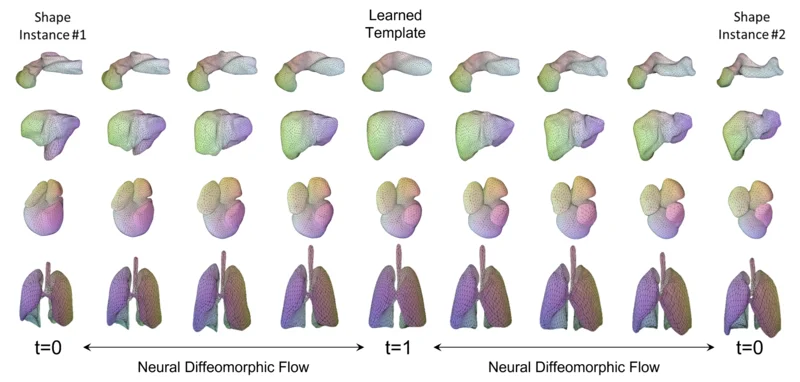 Shape
Instance #1
Learned
Template
Shape
Instance #2
t=0
t=1
t=0
Neural Diffeomorphic Flow
Neural Diffeomorphic Flow